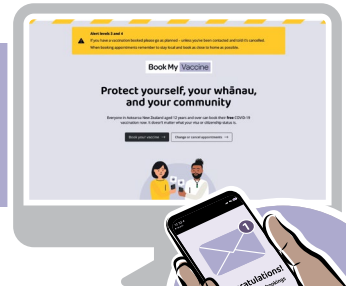 Alert levels 3 and 4
If you have a vaccination booked please go as planned – unless you've been contacted and told it's cancelled.
When booking appointments remember to stay local and book as close to home as possible.
Book My Vaccine
Protect yourself, your whānau,
and your community
Everyone in Aotearoa New Zealand aged 12 years and over can book their free COVID-19
vaccination now. It doesn't matter what your visa or citizenship status is.
Book your vaccine →
Change or cancel appointments →
1
atulations!
ookings